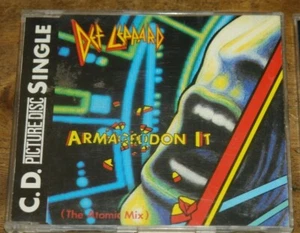 C.D. PICTURE DISC SINGLE
DEF LEPPARD
ARMAGEDDON IT
(The Atomic Mix)